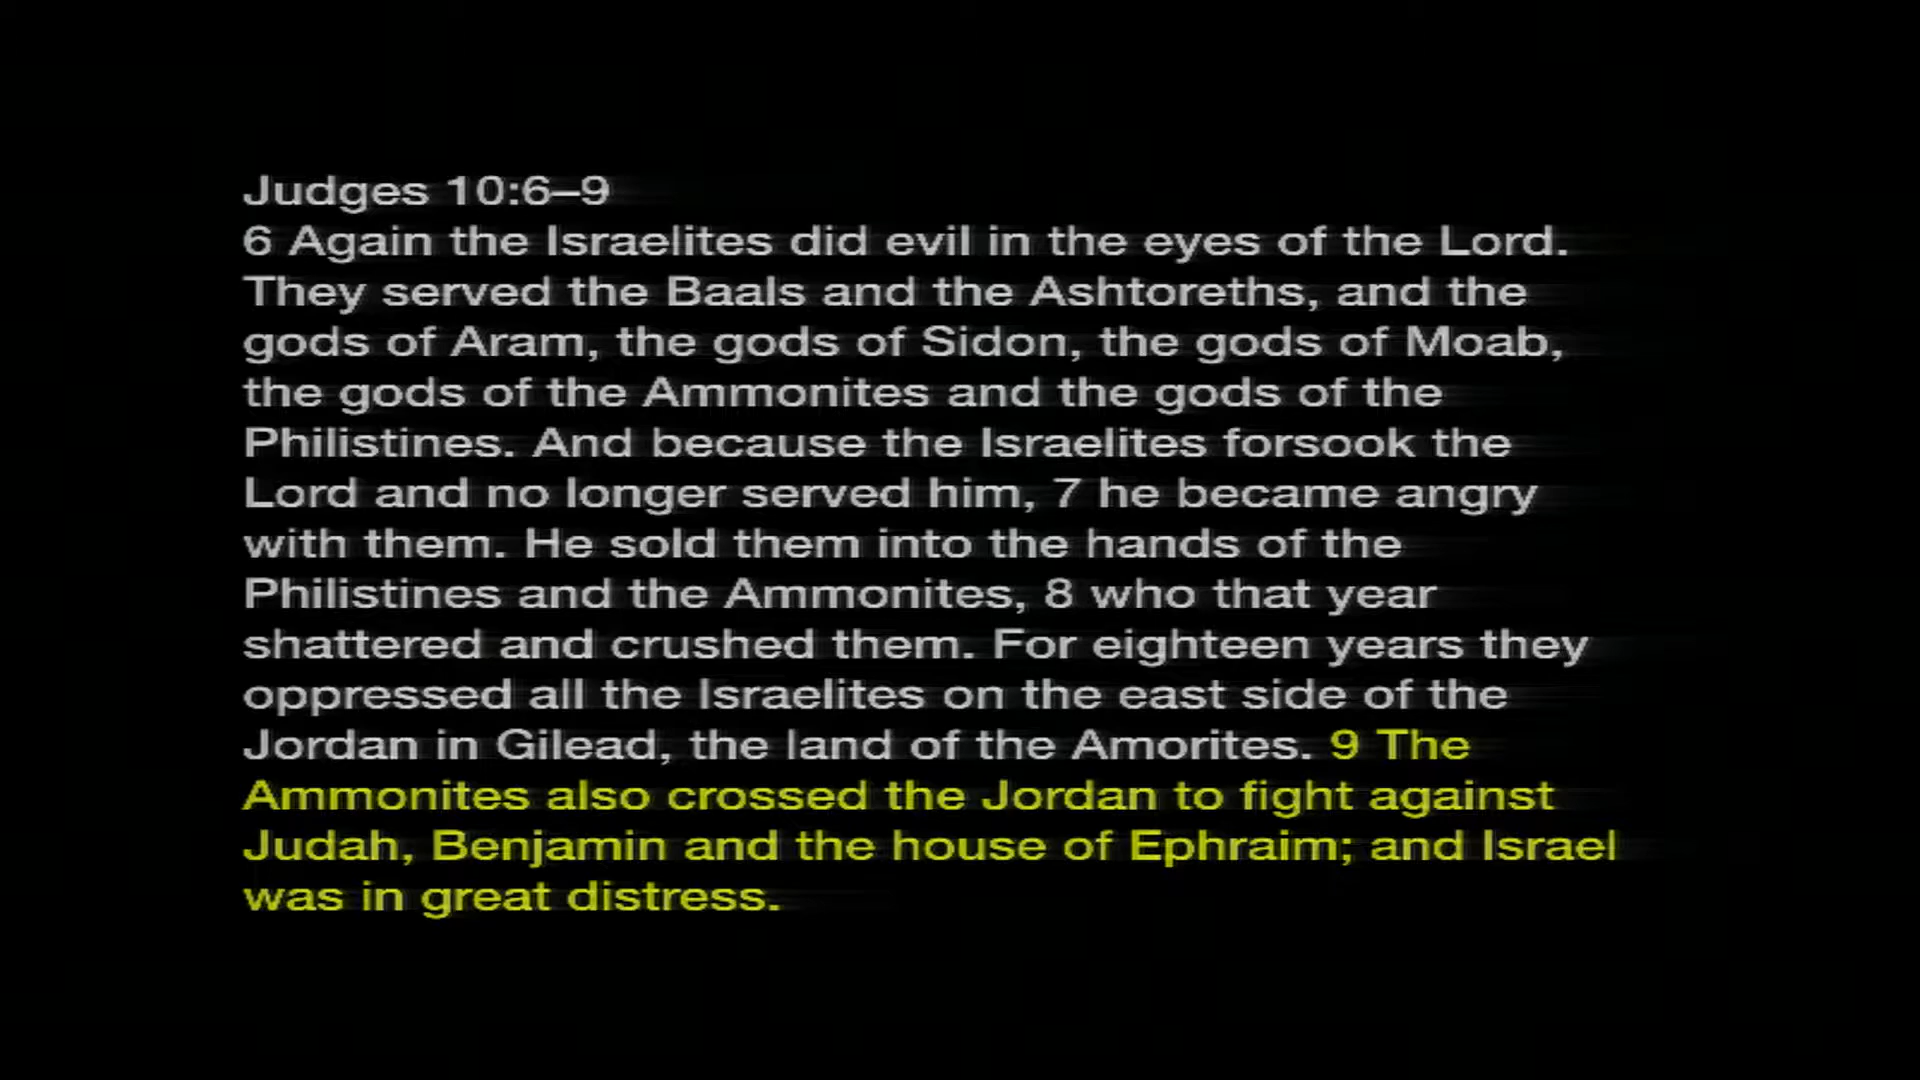 Judges 10:6–9
6 Again the Israelites did evil in the eyes of the Lord.
They served the Baals and the Ashtoreths, and the
gods of Aram, the gods of Sidon, the gods of Moab,
the gods of the Ammonites and the gods of the
Philistines. And because the Israelites forsook the
Lord and no longer served him, 7 he became angry
with them. He sold them into the hands of the
Philistines and the Ammonites, 8 who that year
shattered and crushed them. For eighteen years they
oppressed all the Israelites on the east side of the
Jordan in Gilead, the land of the Amorites. 9 The
Ammonites also crossed the Jordan to fight against
Judah, Benjamin and the house of Ephraim; and Israel
was in great distress.